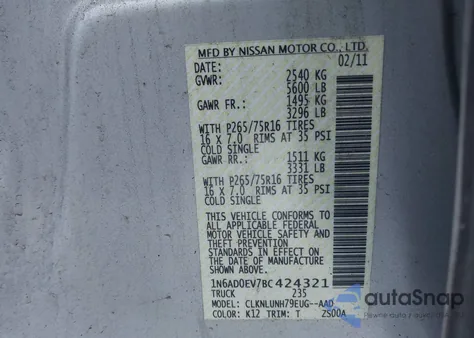 MFD BY NISSAN MOTOR CO., LTD.
DATE: 02/11
GVWR: 2540 KG
5600 LB
GAWR FR.: 1495 KG
3296 LB
WITH P265/75R16 TIRES
16 X 7.0 RIMS AT 35 PSI
COLD SINGLE
GAWR RR.: 1511 KG
3331 LB
WITH P265/75R16 TIRES
16 X 7.0 RIMS AT 35 PSI
COLD SINGLE
THIS VEHICLE CONFORMS TO
ALL APPLICABLE FEDERAL
MOTOR VEHICLE SAFETY AND
THEFT PREVENTION
STANDARDS IN EFFECT ON
THE DATE OF MANUFACTURE
SHOWN ABOVE.
1N6AD0EV7BC424321
TRUCK 235
MODEL: CLKNLUNH79EUG--AAD
COLOR: K12 TRIM: T ZS00A
autoSnap